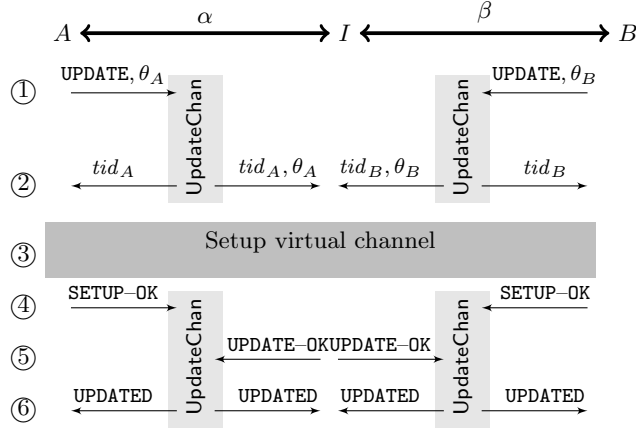 α β
A I B
① UPDATE, θ_A UPDATE, θ_B
UpdateChan UpdateChan
② tid_A tid_A, θ_A tid_B, θ_B tid_B
③ Setup virtual channel
④ SETUP–OK SETUP–OK
UpdateChan UpdateChan
⑤ UPDATE–OK UPDATE–OK
⑥ UPDATED UPDATED UPDATED UPDATED